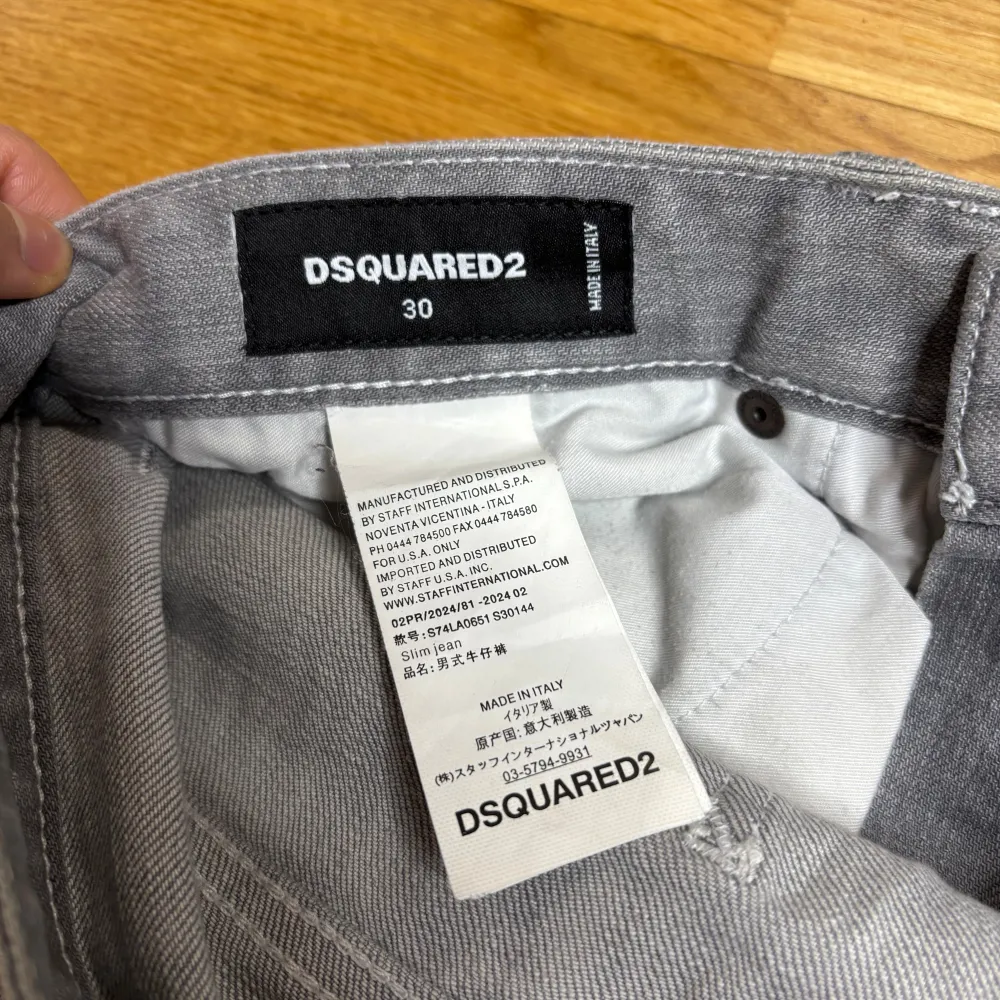 DSQUARED2
30
MADE IN ITALY
MANUFACTURED AND DISTRIBUTED
BY STAFF INTERNATIONAL S.P.A.
NOVENTA VICENTINA - ITALY
PH 0444 784500 FAX 0444 784580
FOR U.S.A. ONLY
IMPORTED AND DISTRIBUTED
BY STAFF U.S.A. INC.
WWW.STAFFINTERNATIONAL.COM
02PR/2024/81 -2024 02
款号:S74LA0651 S30144
Slim jean
品名:男式牛仔裤
MADE IN ITALY
イタリア製
原产国:意大利製造
(株)スタッフインターナショナルツャパン
03-5794-9931
DSQUARED2